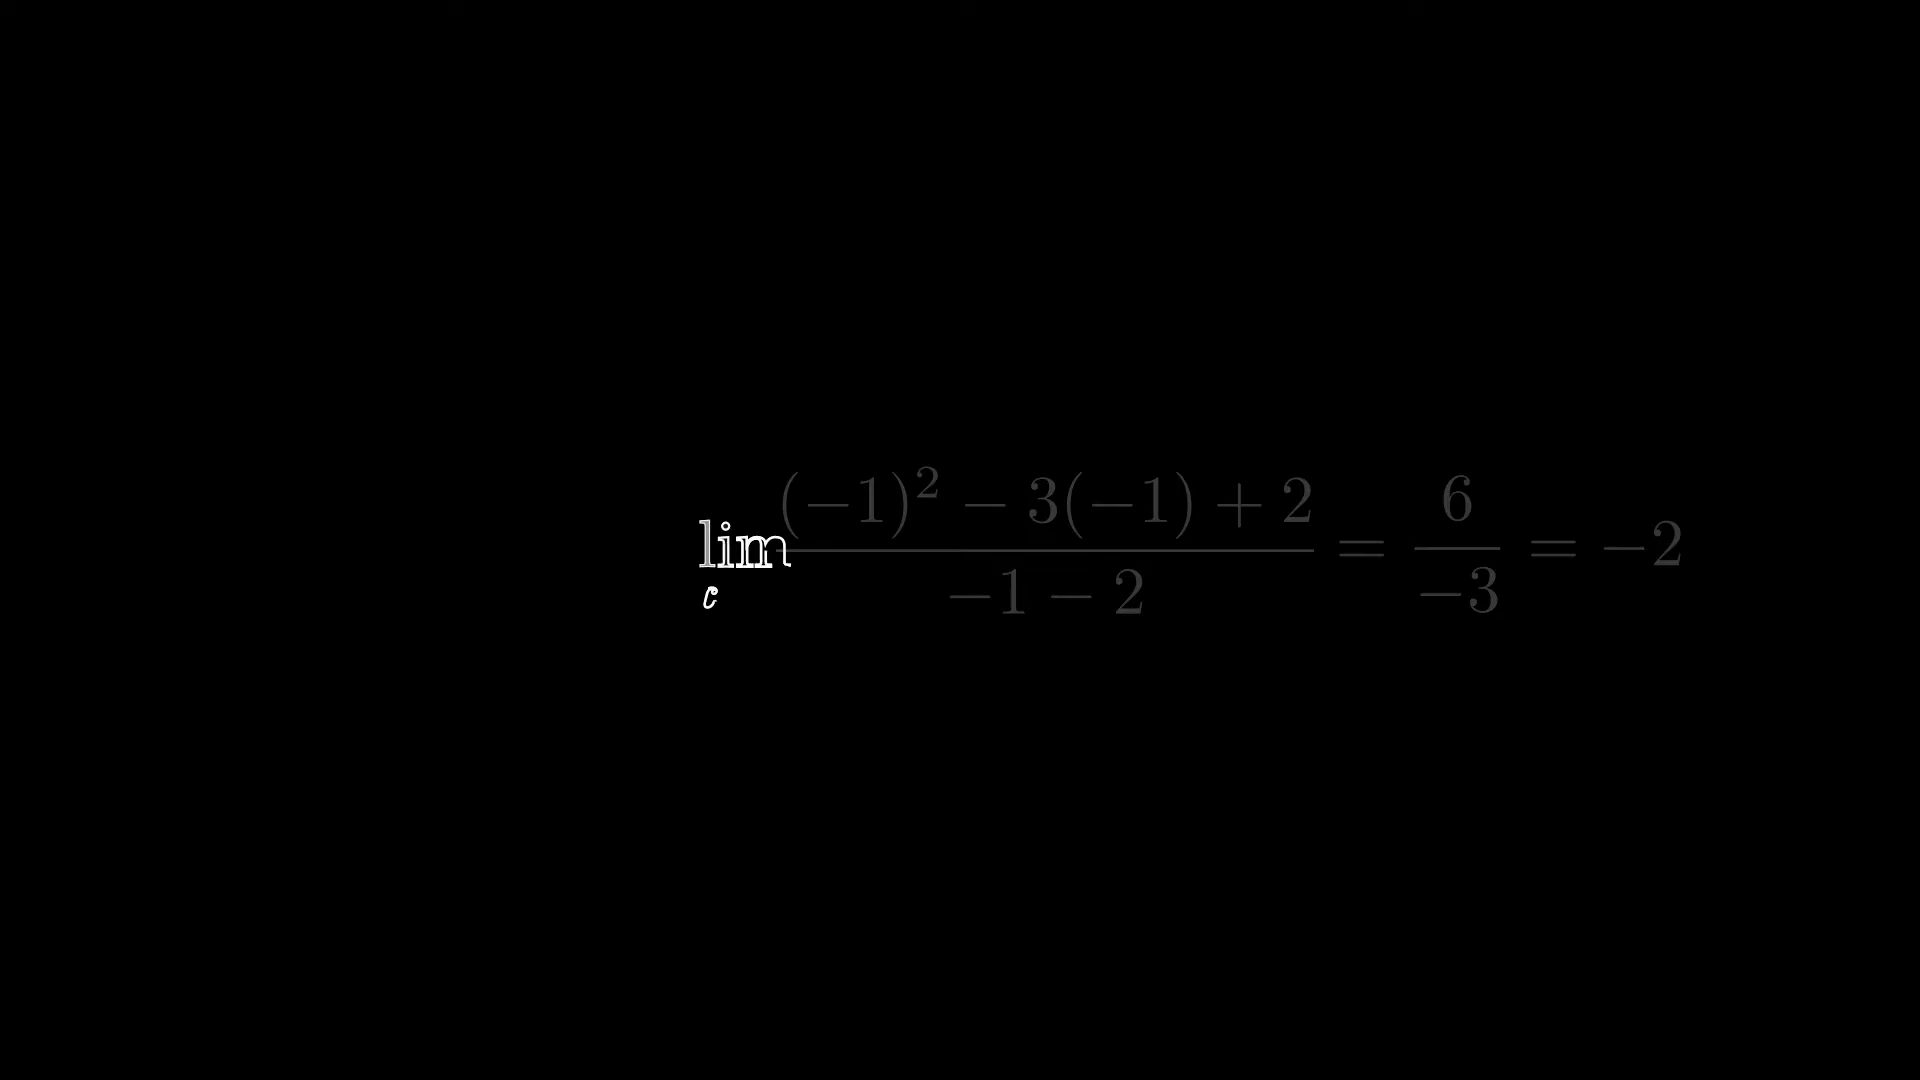 lim
(−1)² − 3(−1) + 2 / −1 − 2 = 6 / −3 = −2